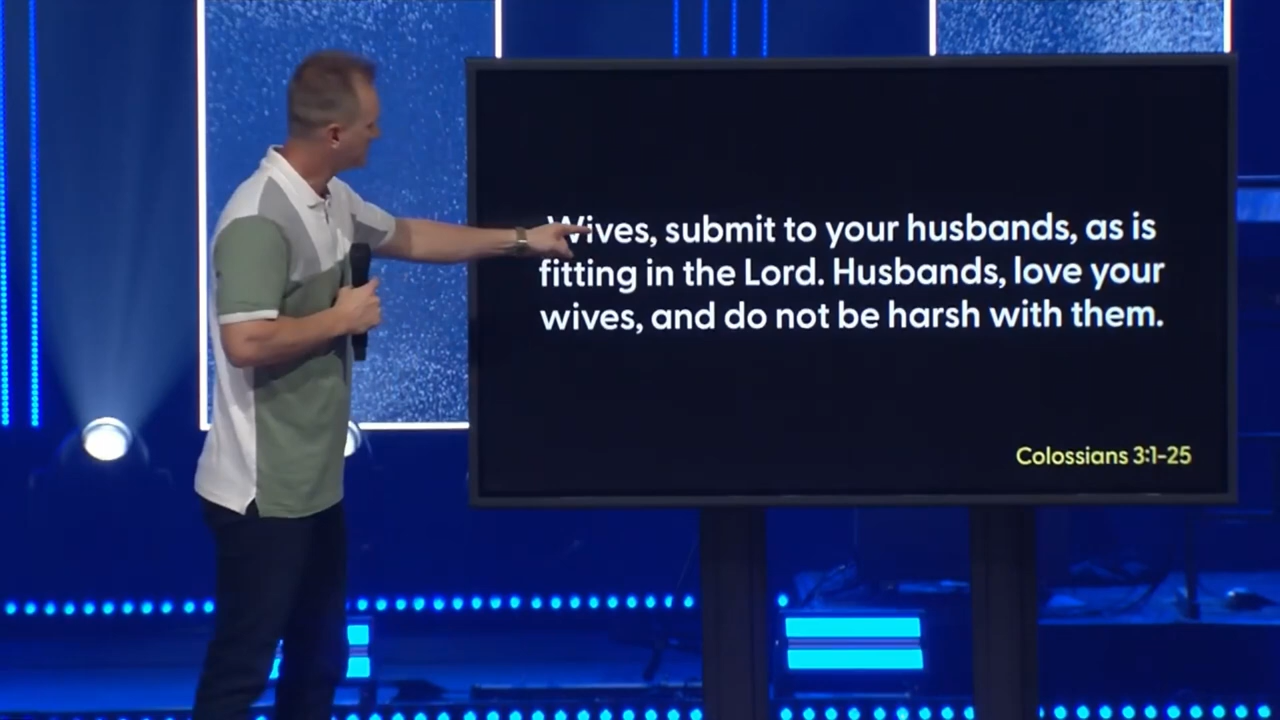 Wives, submit to your husbands, as is
fitting in the Lord. Husbands, love your
wives, and do not be harsh with them.
Colossians 3:1-25